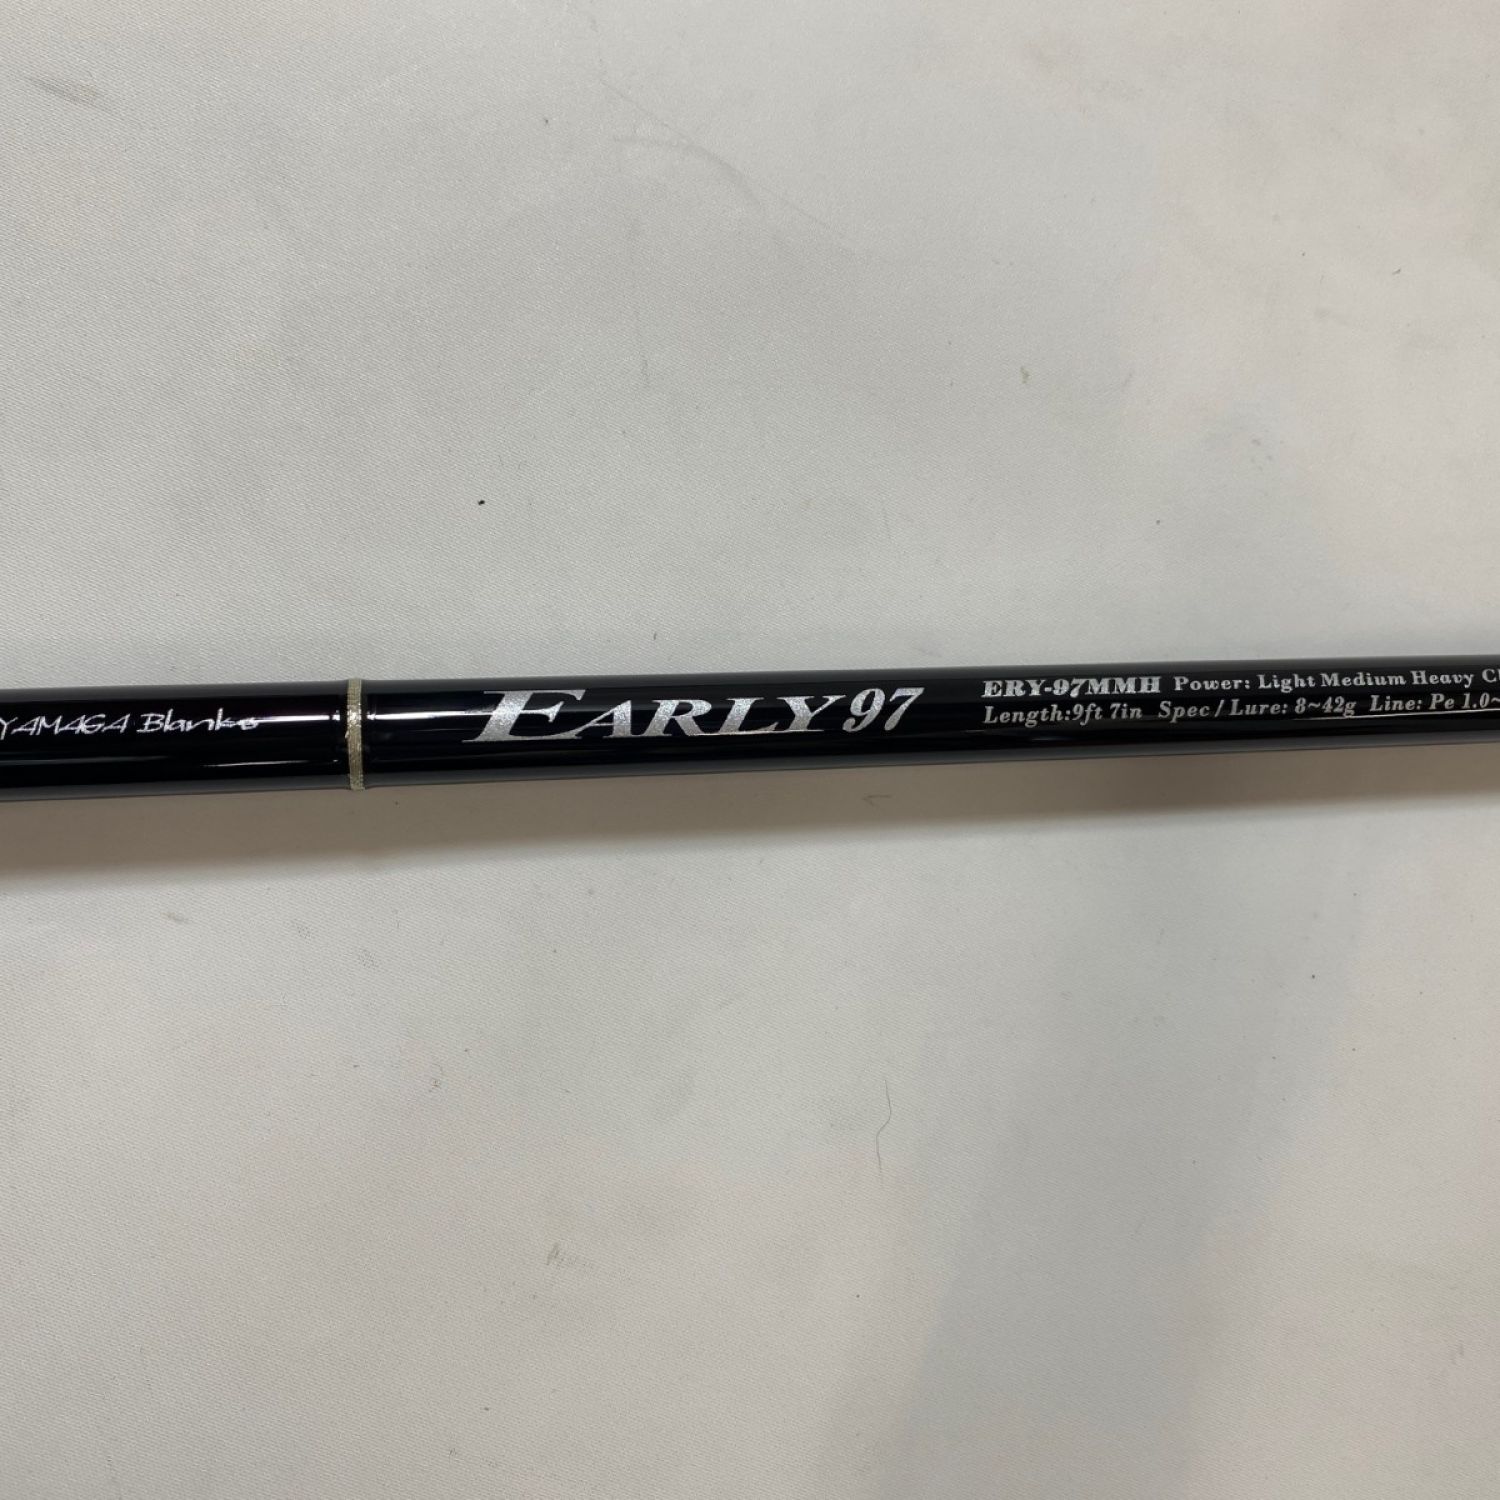 YAMAGA Blanks
EARLY 97
ERY-97MMH Power: Light Medium Heavy
Length:9ft 7in Spec / Lure: 8~42g Line: Pe 1.0~